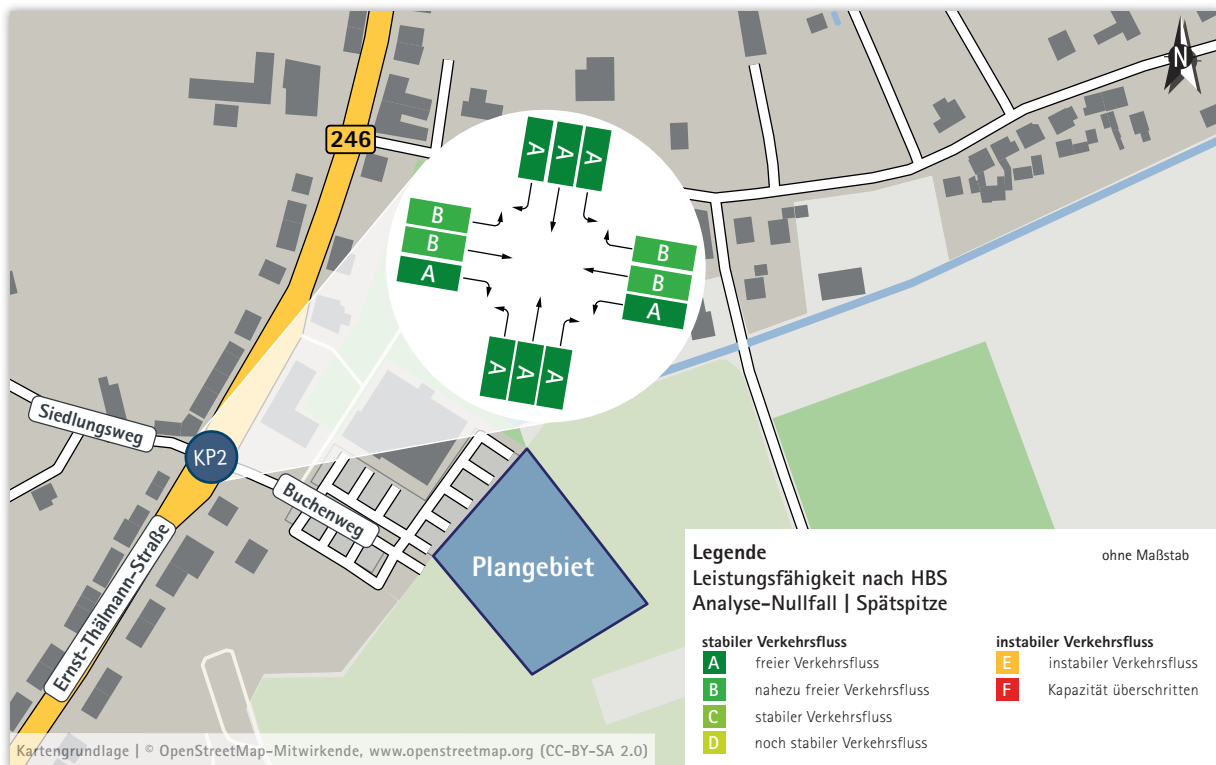 N
246
A A A
B
B
A
B
B
A
A A A
Siedlungsweg
KP2
Buchenweg
Ernst-Thälmann-Straße
Plangebiet
Legende
ohne Maßstab
Leistungsfähigkeit nach HBS
Analyse-Nullfall | Spätspitze
stabiler Verkehrsfluss
A freier Verkehrsfluss
B nahezu freier Verkehrsfluss
C stabiler Verkehrsfluss
D noch stabiler Verkehrsfluss
instabiler Verkehrsfluss
E instabiler Verkehrsfluss
F Kapazität überschritten
Kartengrundlage | © OpenStreetMap-Mitwirkende, www.openstreetmap.org (CC-BY-SA 2.0)